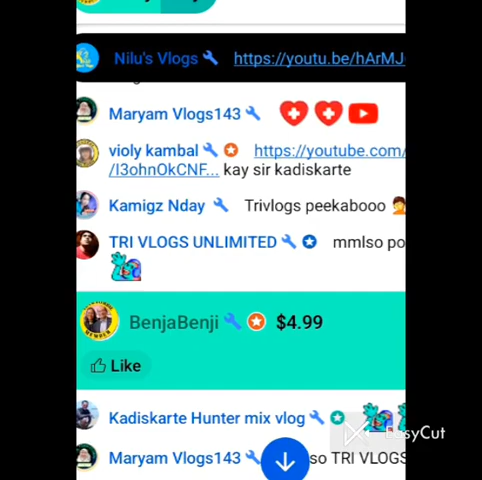 Nilu's Vlogs https://youtu.be/hArMJ
Maryam Vlogs143
violy kambal https://youtube.com/
/I3ohnOkCNF... kay sir kadiskarte
Kamigz Nday Trivlogs peekabooo
TRI VLOGS UNLIMITED mmlso po
BenjaBenji $4.99
Like
Kadiskarte Hunter mix vlog
EasyCut
Maryam Vlogs143 so TRI VLOGS